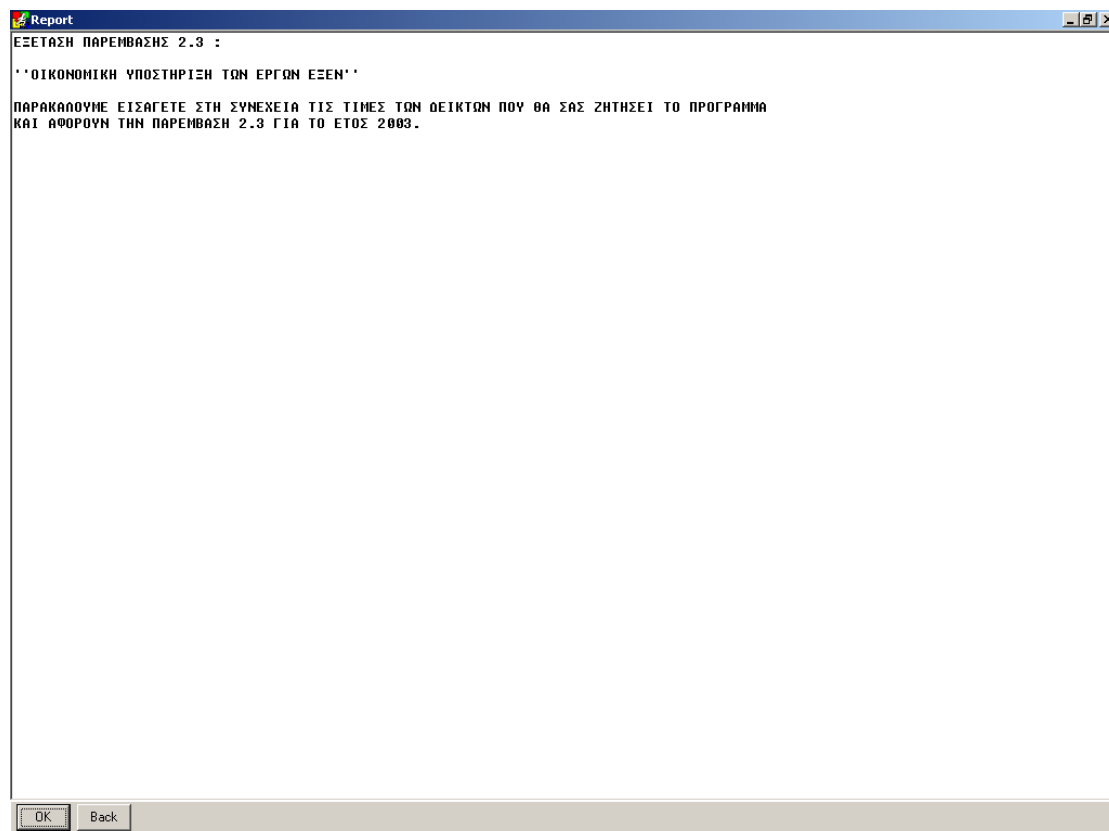 Report
ΕΞΕΤΑΣΗ ΠΑΡΕΜΒΑΣΗΣ 2.3 :
''ΟΙΚΟΝΟΜΙΚΗ ΥΠΟΣΤΗΡΙΞΗ ΤΩΝ ΕΡΓΩΝ ΕΞΕΝ''
ΠΑΡΑΚΑΛΟΥΜΕ ΕΙΣΑΓΕΤΕ ΣΤΗ ΣΥΝΕΧΕΙΑ ΤΙΣ ΤΙΜΕΣ ΤΩΝ ΔΕΙΚΤΩΝ ΠΟΥ ΘΑ ΣΑΣ ΖΗΤΗΣΕΙ ΤΟ ΠΡΟΓΡΑΜΜΑ
ΚΑΙ ΑΦΟΡΟΥΝ ΤΗΝ ΠΑΡΕΜΒΑΣΗ 2.3 ΓΙΑ ΤΟ ΕΤΟΣ 2003.
OK Back